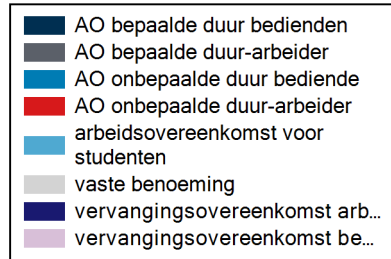 AO bepaalde duur bedienden
AO bepaalde duur-arbeider
AO onbepaalde duur bediende
AO onbepaalde duur-arbeider
arbeidsovereenkomst voor
studenten
vaste benoeming
vervangingsovereenkomst arb...
vervangingsovereenkomst be...